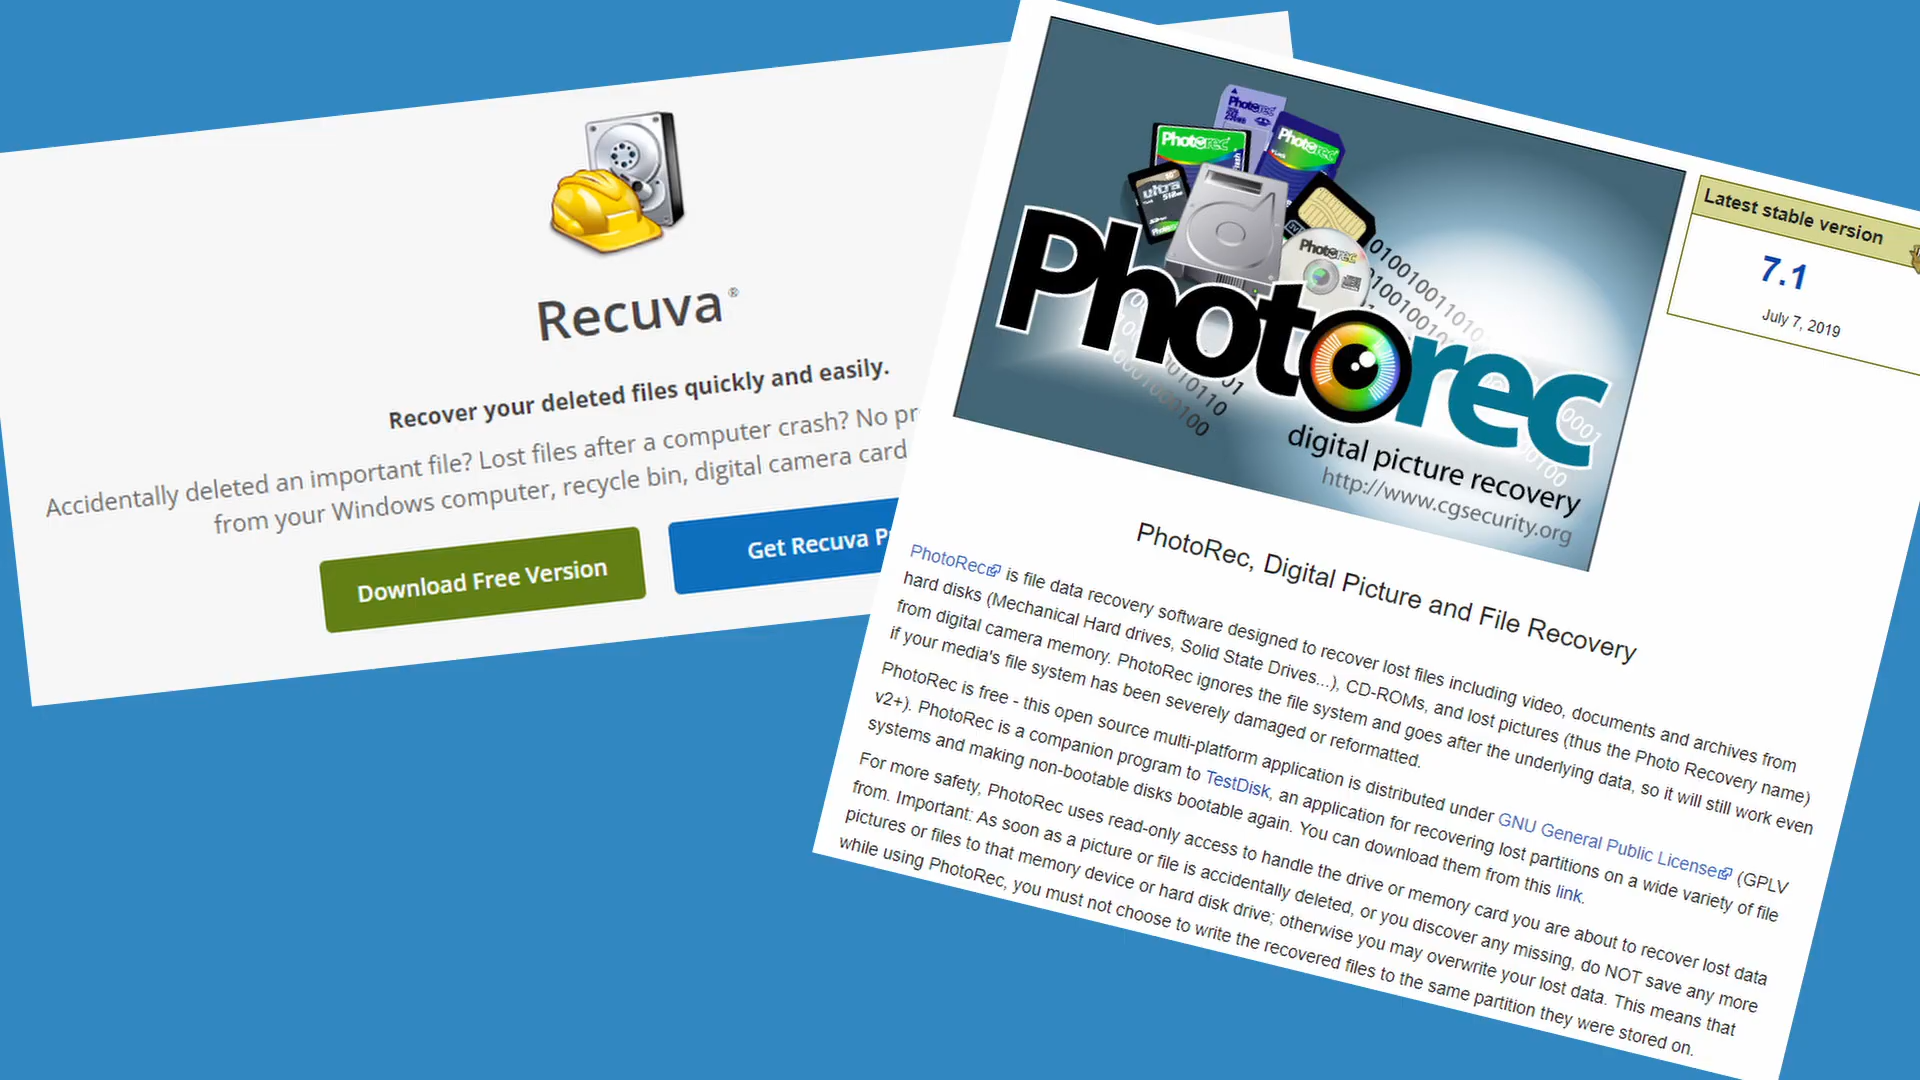 Recuva®
Recover your deleted files quickly and easily.
Accidentally deleted an important file? Lost files after a computer crash? No
from your Windows computer, recycle bin, digital camera card
Download Free Version
Get Recuva
Photorec
Photorec
Photorec
ultra
Photorec
Photorec
digital picture recovery
http://www.cgsecurity.org
Latest stable version
7.1
July 7, 2019
PhotoRec, Digital Picture and File Recovery
PhotoRec is file data recovery software designed to recover lost files including video, documents and archives from
hard disks (Mechanical Hard drives, Solid State Drives...), CD-ROMs, and lost pictures (thus the Photo Recovery name)
from digital camera memory. PhotoRec ignores the file system and goes after the underlying data, so it will still work even
if your media's file system has been severely damaged or reformatted.
PhotoRec is free - this open source multi-platform application is distributed under GNU General Public License (GPLV
v2+). PhotoRec is a companion program to TestDisk, an application for recovering lost partitions on a wide variety of file
systems and making non-bootable disks bootable again. You can download them from this link.
For more safety, PhotoRec uses read-only access to handle the drive or memory card you are about to recover lost data
from. Important: As soon as a picture or file is accidentally deleted, or you discover any missing, do NOT save any more
pictures or files to that memory device or hard disk drive; otherwise you may overwrite your lost data. This means that
while using PhotoRec, you must not choose to write the recovered files to the same partition they were stored on.